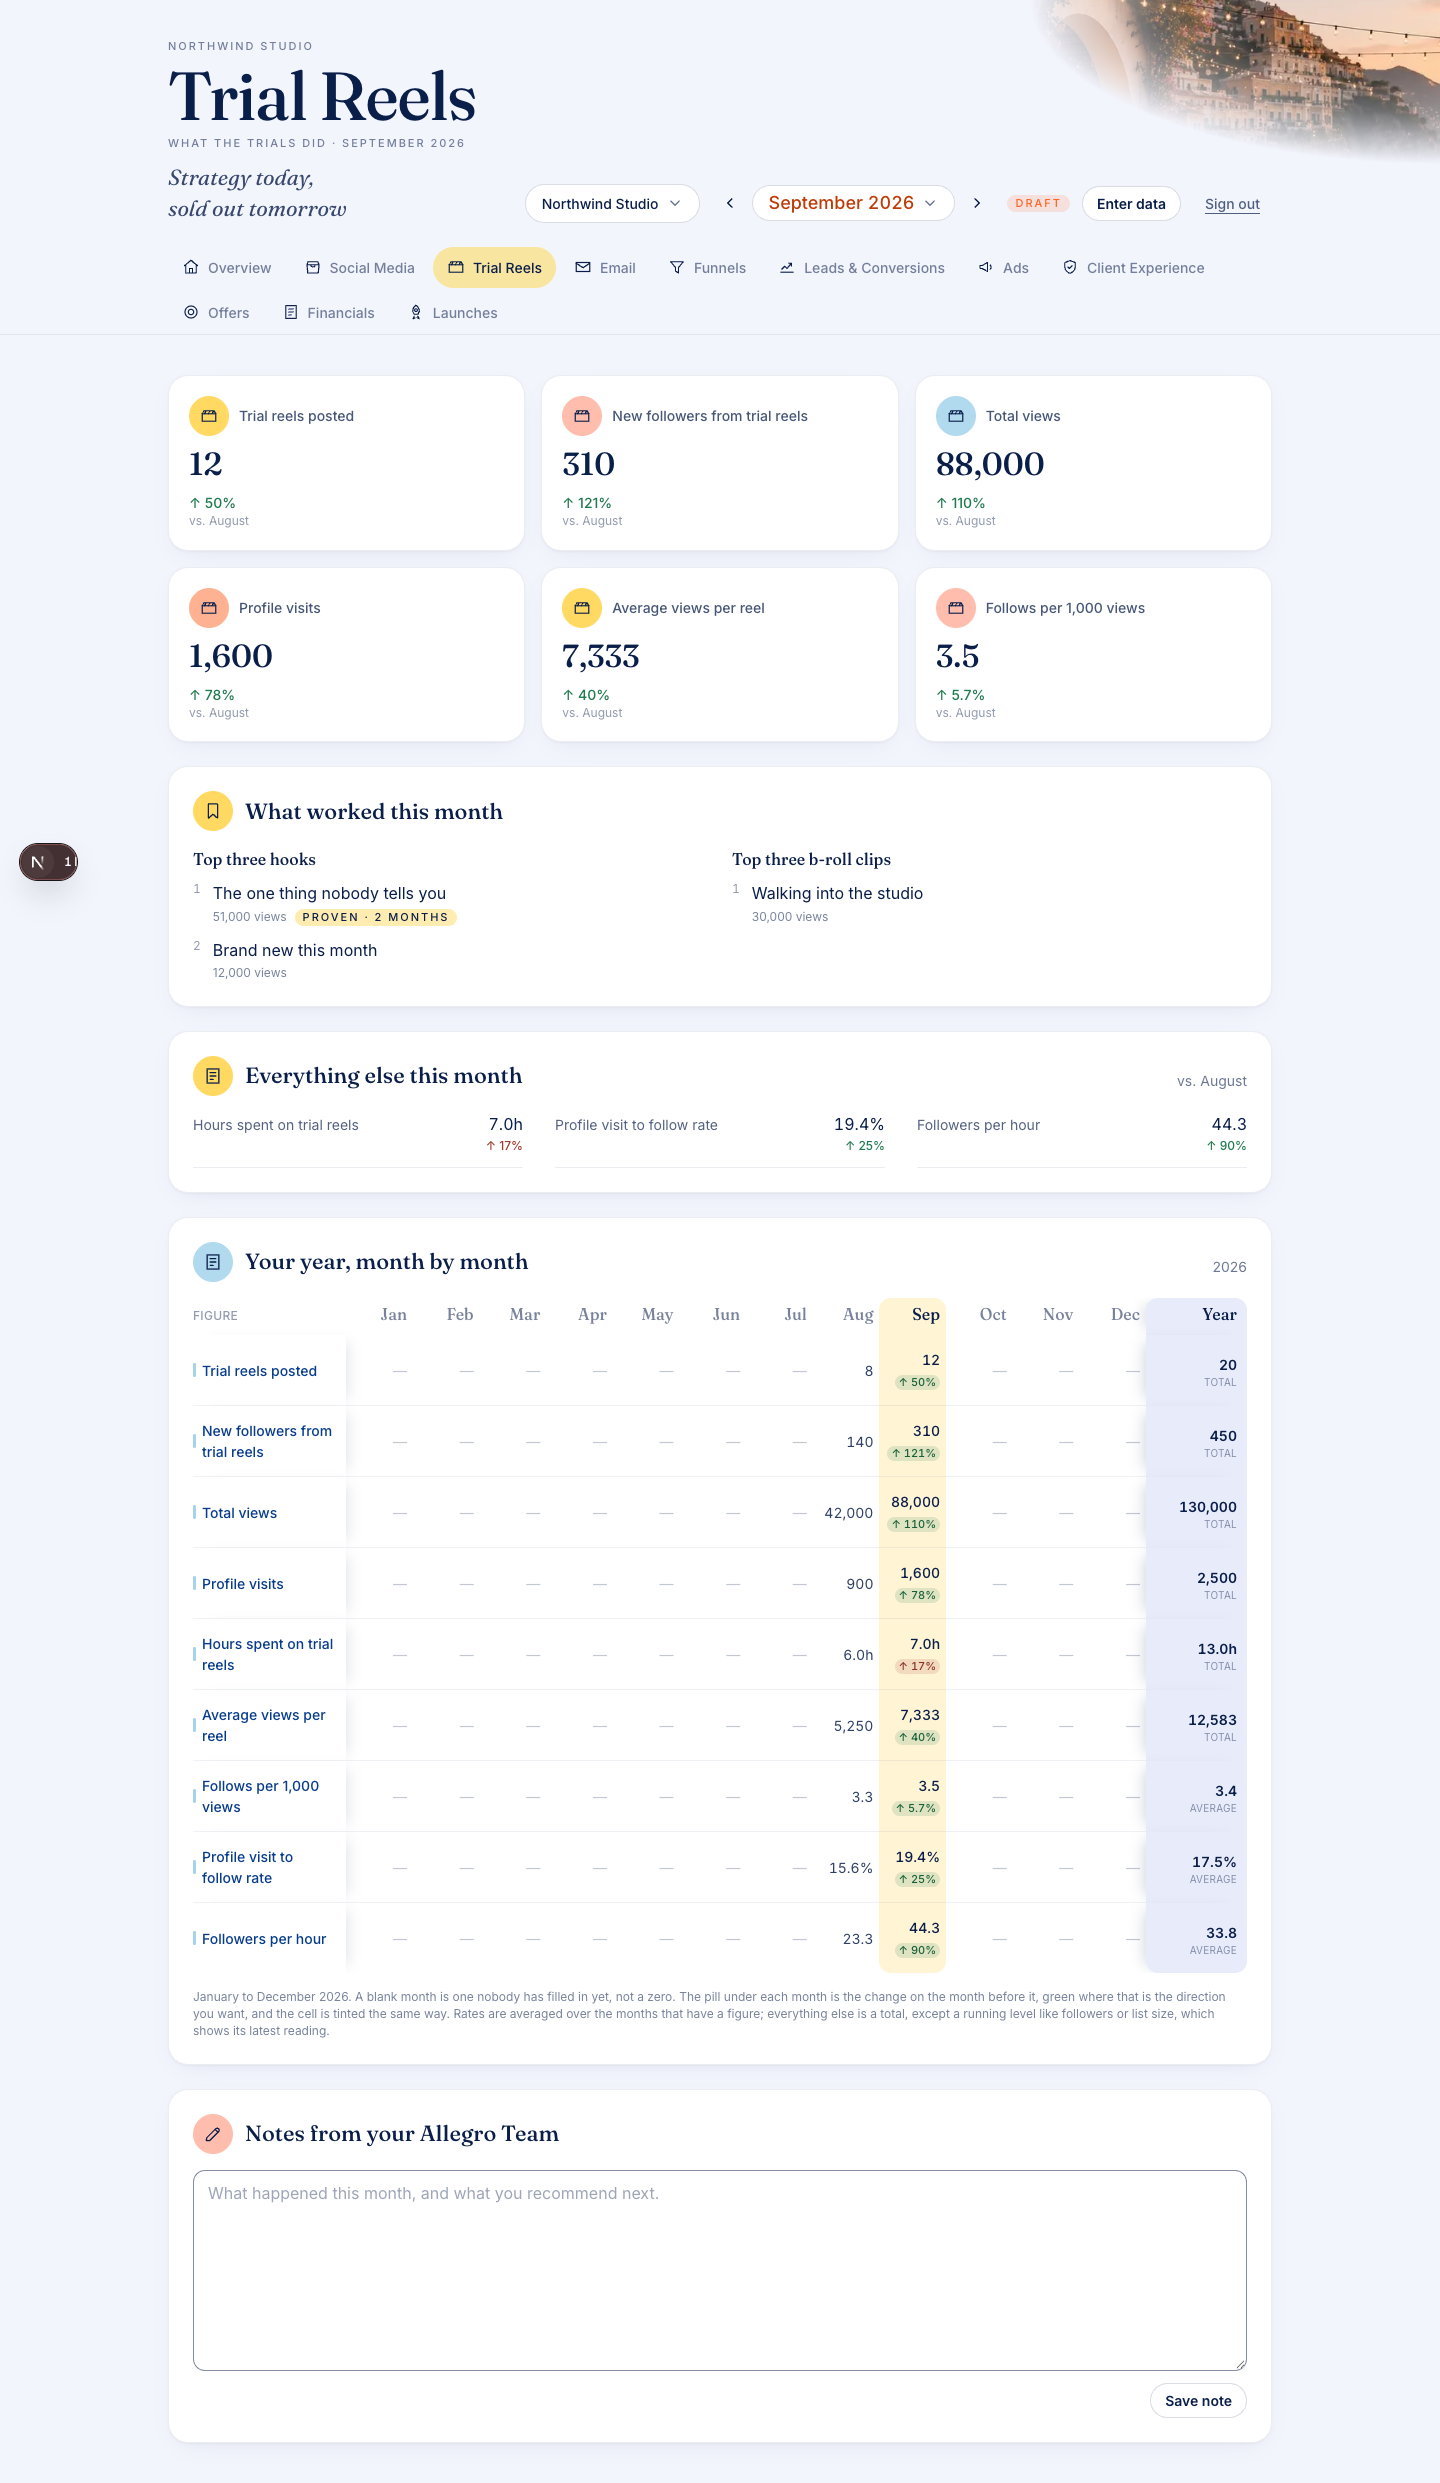 NORTHWIND STUDIO
Trial Reels
WHAT THE TRIALS DID · SEPTEMBER 2026
Strategy today,
sold out tomorrow
Northwind Studio
September 2026
DRAFT
Enter data
Sign out
Overview
Social Media
Trial Reels
Email
Funnels
Leads & Conversions
Ads
Client Experience
Offers
Financials
Launches
Trial reels posted
12
↑ 50%
vs. August
New followers from trial reels
310
↑ 121%
vs. August
Total views
88,000
↑ 110%
vs. August
Profile visits
1,600
↑ 78%
vs. August
Average views per reel
7,333
↑ 40%
vs. August
Follows per 1,000 views
3.5
↑ 5.7%
vs. August
What worked this month
Top three hooks
1 The one thing nobody tells you
51,000 views PROVEN · 2 MONTHS
2 Brand new this month
12,000 views
Top three b-roll clips
1 Walking into the studio
30,000 views
N 1
Everything else this month
vs. August
Hours spent on trial reels 7.0h
↑ 17%
Profile visit to follow rate 19.4%
↑ 25%
Followers per hour 44.3
↑ 90%
Your year, month by month
2026
FIGURE Jan Feb Mar Apr May Jun Jul Aug Sep Oct Nov Dec Year
Trial reels posted — — — — — — — 8 12 ↑ 50% — — — 20 TOTAL
New followers from trial reels — — — — — — — 140 310 ↑ 121% — — — 450 TOTAL
Total views — — — — — — — 42,000 88,000 ↑ 110% — — — 130,000 TOTAL
Profile visits — — — — — — — 900 1,600 ↑ 78% — — — 2,500 TOTAL
Hours spent on trial reels — — — — — — — 6.0h 7.0h ↑ 17% — — — 13.0h TOTAL
Average views per reel — — — — — — — 5,250 7,333 ↑ 40% — — — 12,583 TOTAL
Follows per 1,000 views — — — — — — — 3.3 3.5 ↑ 5.7% — — — 3.4 AVERAGE
Profile visit to follow rate — — — — — — — 15.6% 19.4% ↑ 25% — — — 17.5% AVERAGE
Followers per hour — — — — — — — 23.3 44.3 ↑ 90% — — — 33.8 AVERAGE
January to December 2026. A blank month is one nobody has filled in yet, not a zero. The pill under each month is the change on the month before it, green where that is the direction
you want, and the cell is tinted the same way. Rates are averaged over the months that have a figure; everything else is a total, except a running level like followers or list size, which
shows its latest reading.
Notes from your Allegro Team
What happened this month, and what you recommend next.
Save note